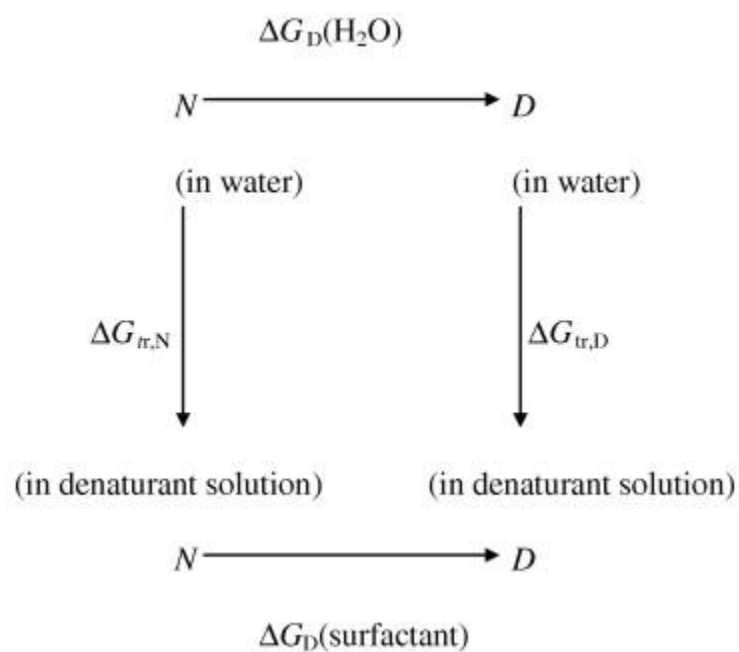 ΔG_D(H₂O)
N D
(in water) (in water)
ΔG_tr,N ΔG_tr,D
(in denaturant solution) (in denaturant solution)
N D
ΔG_D(surfactant)